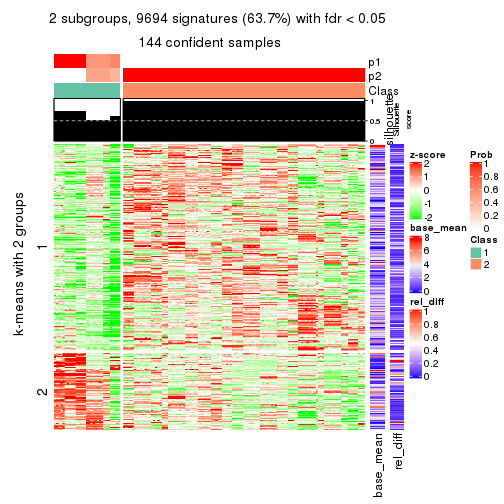 2 subgroups, 9694 signatures (63.7%) with fdr < 0.05
144 confident samples
p1
p2
Class
1
0.5
0
silhouette
Silhouette
score
k-means with 2 groups
1
2
base_mean
rel_diff
z-score
2
1
0
-1
-2
base_mean
8
6
4
2
0
rel_diff
1
0.8
0.6
0.4
0.2
0
Prob
1
0.8
0.6
0.4
0.2
0
Class
1
2